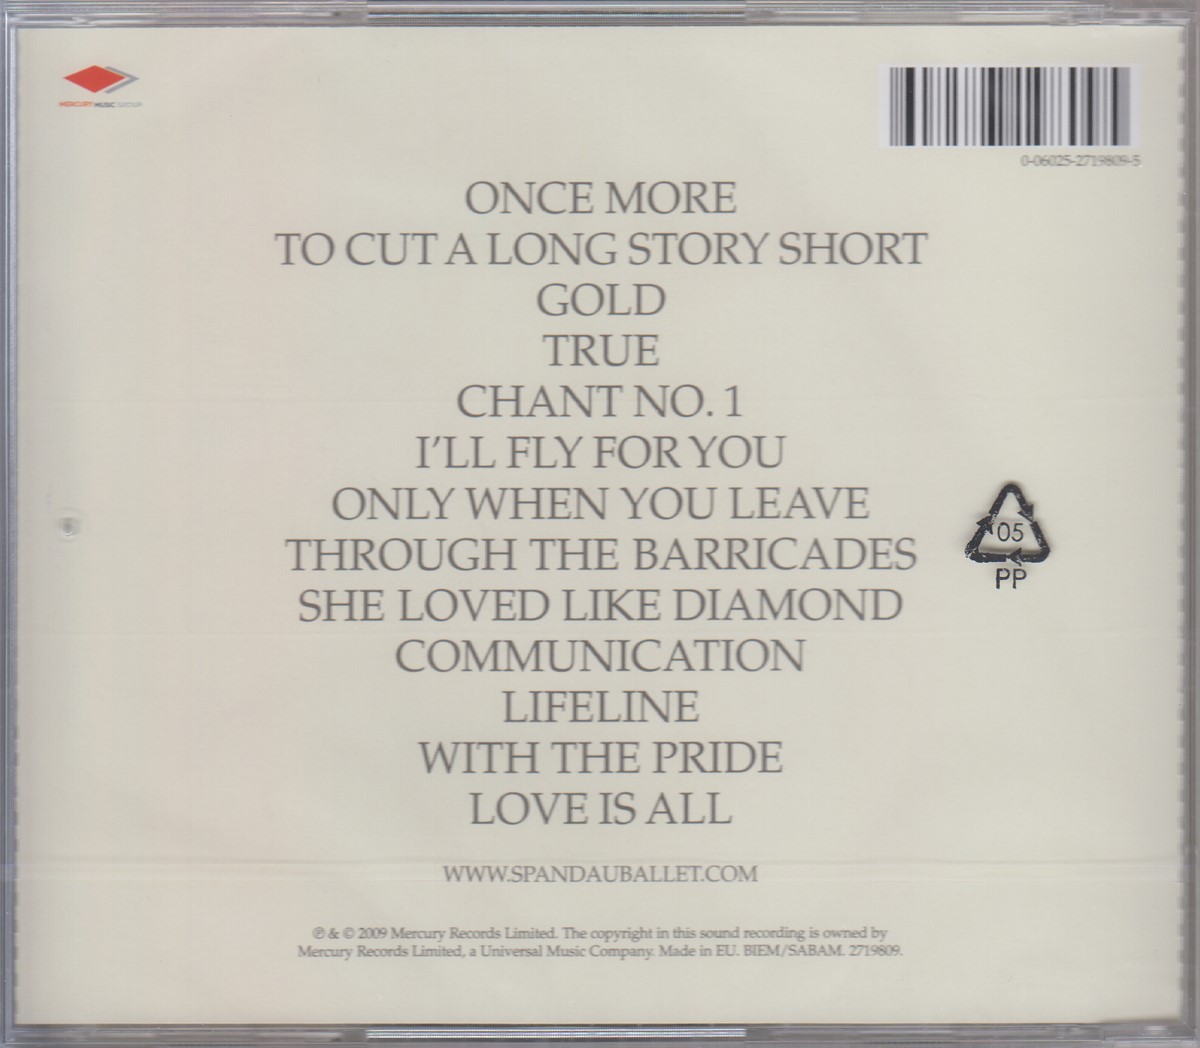 MERCURY MUSIC GROUP
0-06025-2719809-5
ONCE MORE
TO CUT A LONG STORY SHORT
GOLD
TRUE
CHANT NO. 1
I'LL FLY FOR YOU
ONLY WHEN YOU LEAVE
THROUGH THE BARRICADES
SHE LOVED LIKE DIAMOND
COMMUNICATION
LIFELINE
WITH THE PRIDE
LOVE IS ALL
05
PP
WWW.SPANDAUBALLET.COM
℗ & © 2009 Mercury Records Limited. The copyright in this sound recording is owned by
Mercury Records Limited, a Universal Music Company. Made in EU. BIEM/SABAM. 2719809.